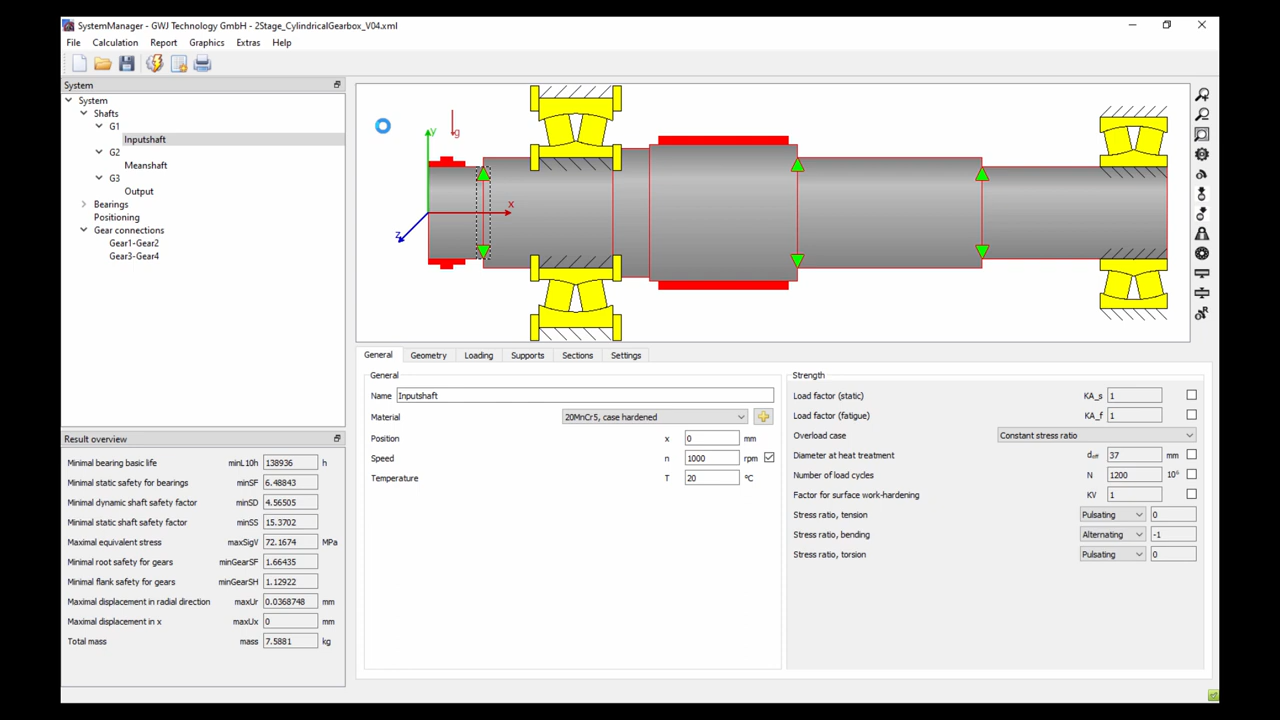 SystemManager - GWJ Technology GmbH - 2Stage_CylindricalGearbox_V04.xml
File Calculation Report Graphics Extras Help
System
System
Shafts
G1
Inputshaft
G2
Meanshaft
G3
Output
Bearings
Positioning
Gear connections
Gear1-Gear2
Gear3-Gear4
y g
x
z
General Geometry Loading Supports Sections Settings
General
Name Inputshaft
Material 20MnCr5, case hardened
Position x 0 mm
Speed n 1000 rpm
Temperature T 20 °C
Strength
Load factor (static) KA_s 1
Load factor (fatigue) KA_f 1
Overload case Constant stress ratio
Diameter at heat treatment deff 37 mm
Number of load cycles N 1200 10⁶
Factor for surface work-hardening KV 1
Stress ratio, tension Pulsating 0
Stress ratio, bending Alternating -1
Stress ratio, torsion Pulsating 0
Result overview
Minimal bearing basic life minL10h 138936 h
Minimal static safety for bearings minSF 6.48843
Minimal dynamic shaft safety factor minSD 4.56505
Minimal static shaft safety factor minSS 15.3702
Maximal equivalent stress maxSigV 72.1674 MPa
Minimal root safety for gears minGearSF 1.66435
Minimal flank safety for gears minGearSH 1.12922
Maximal displacement in radial direction maxUr 0.0368748 mm
Maximal displacement in x maxUx 0 mm
Total mass mass 7.5881 kg